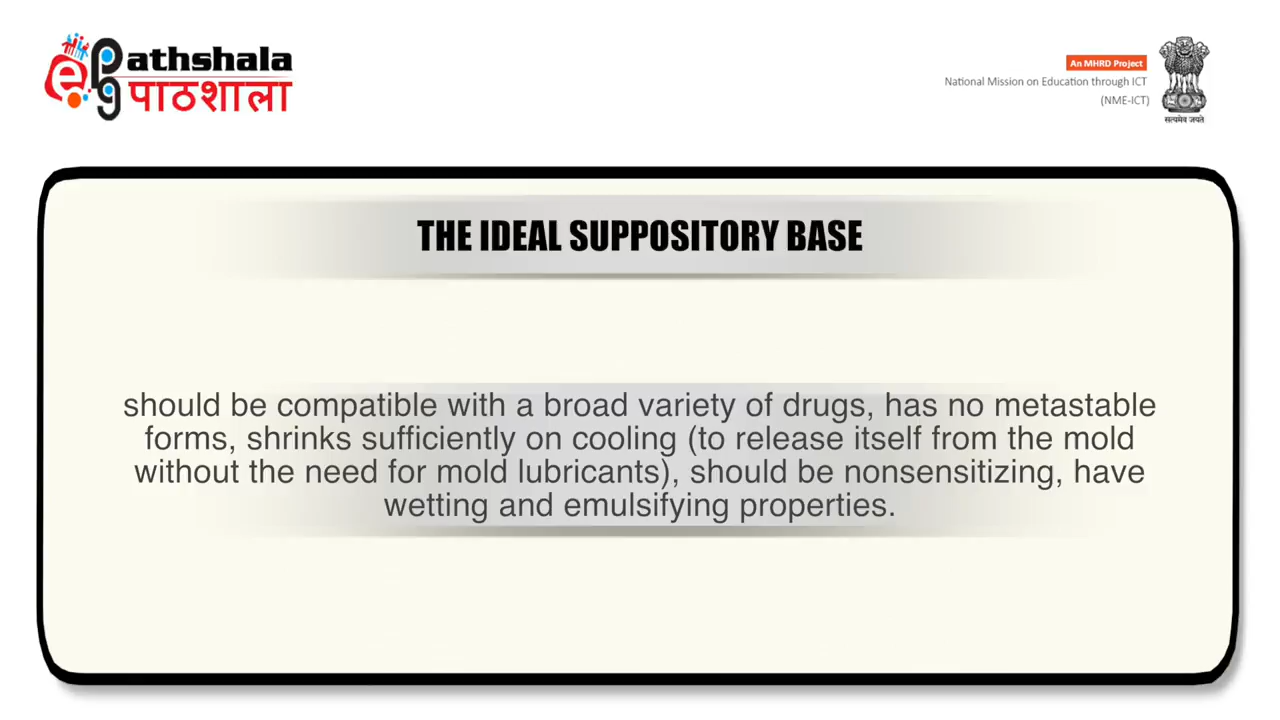 e pg Pathshala
पाठशाला
An MHRD Project
National Mission on Education through ICT
(NME-ICT)
सत्यमेव जयते
THE IDEAL SUPPOSITORY BASE
should be compatible with a broad variety of drugs, has no metastable
forms, shrinks sufficiently on cooling (to release itself from the mold
without the need for mold lubricants), should be nonsensitizing, have
wetting and emulsifying properties.